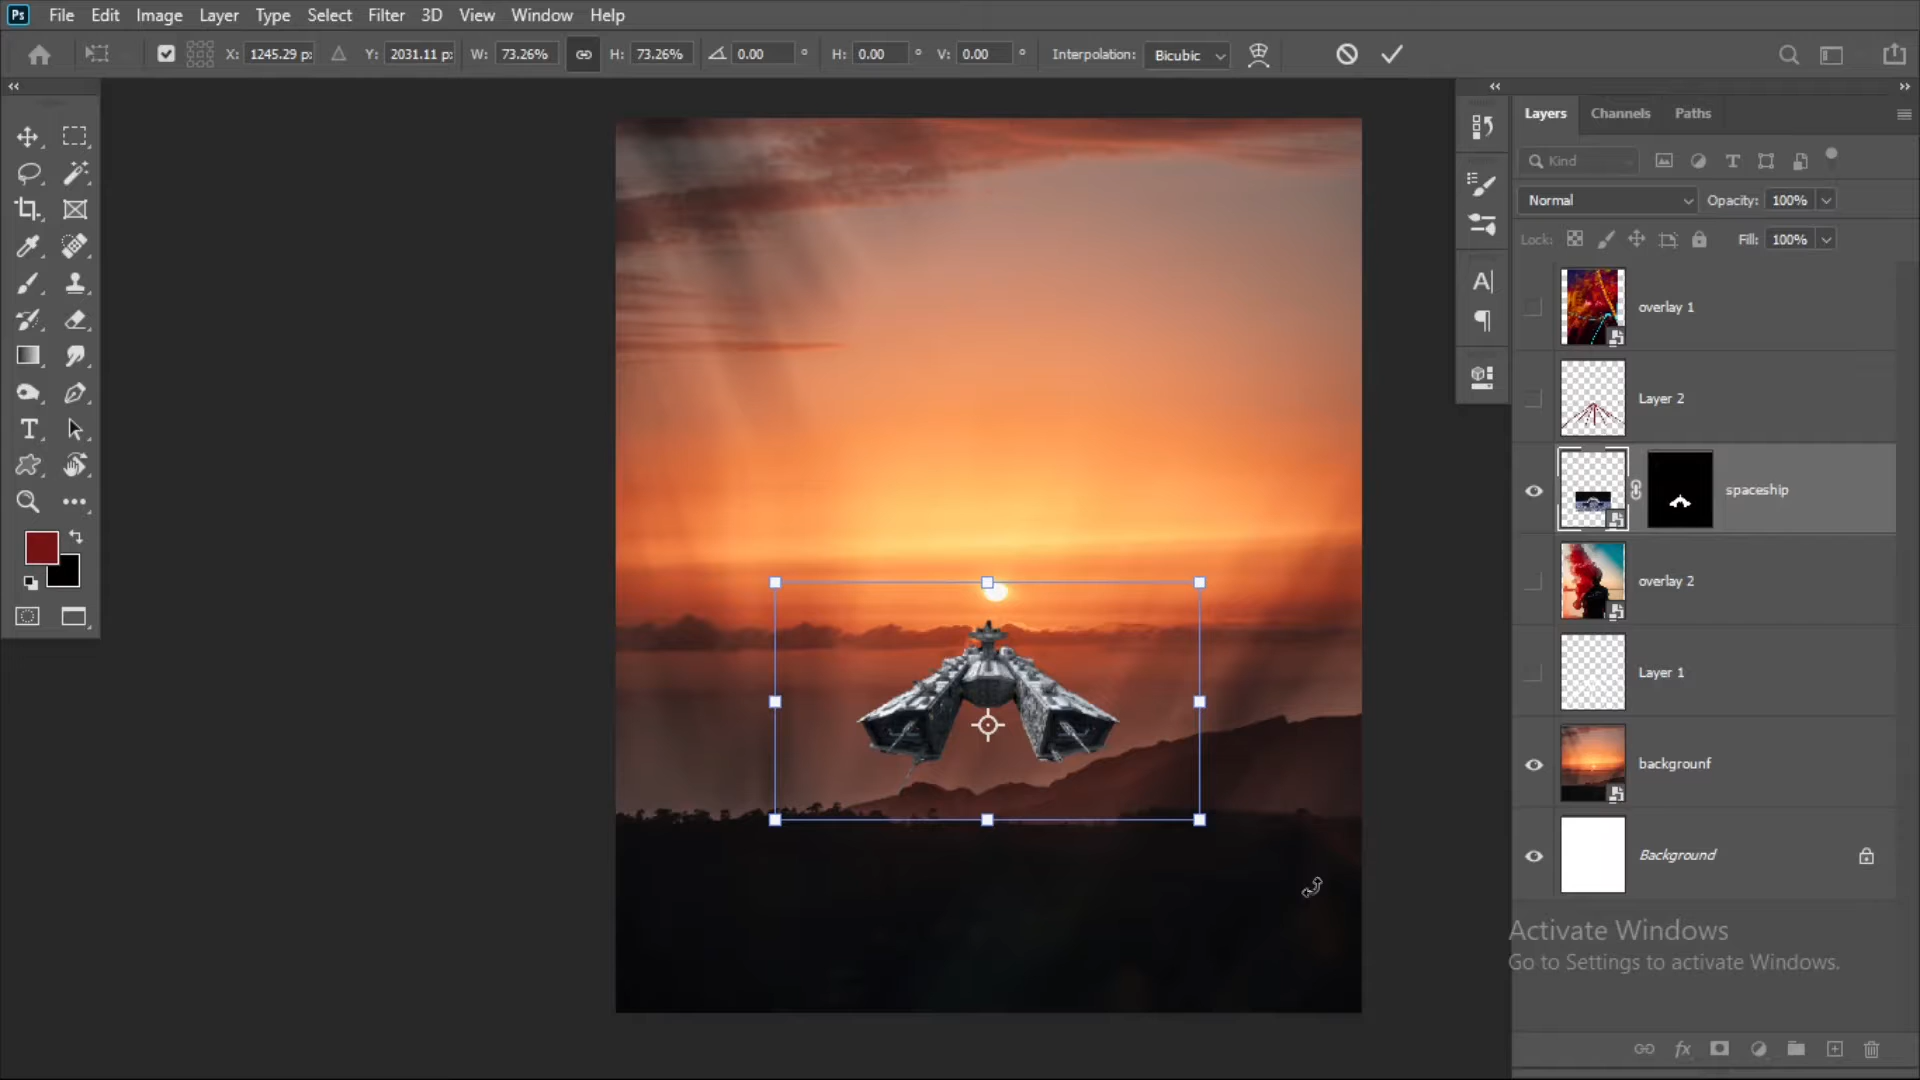 Ps File Edit Image Layer Type Select Filter 3D View Window Help
X: 1245.29 p: Y: 2031.11 p: W: 73.26% H: 73.26% 0.00 ° H: 0.00 ° V: 0.00 ° Interpolation: Bicubic
Layers Channels Paths
Kind
Normal Opacity: 100%
Lock: Fill: 100%
overlay 1
Layer 2
spaceship
overlay 2
Layer 1
backgrounf
Background
Activate Windows
Go to Settings to activate Windows.